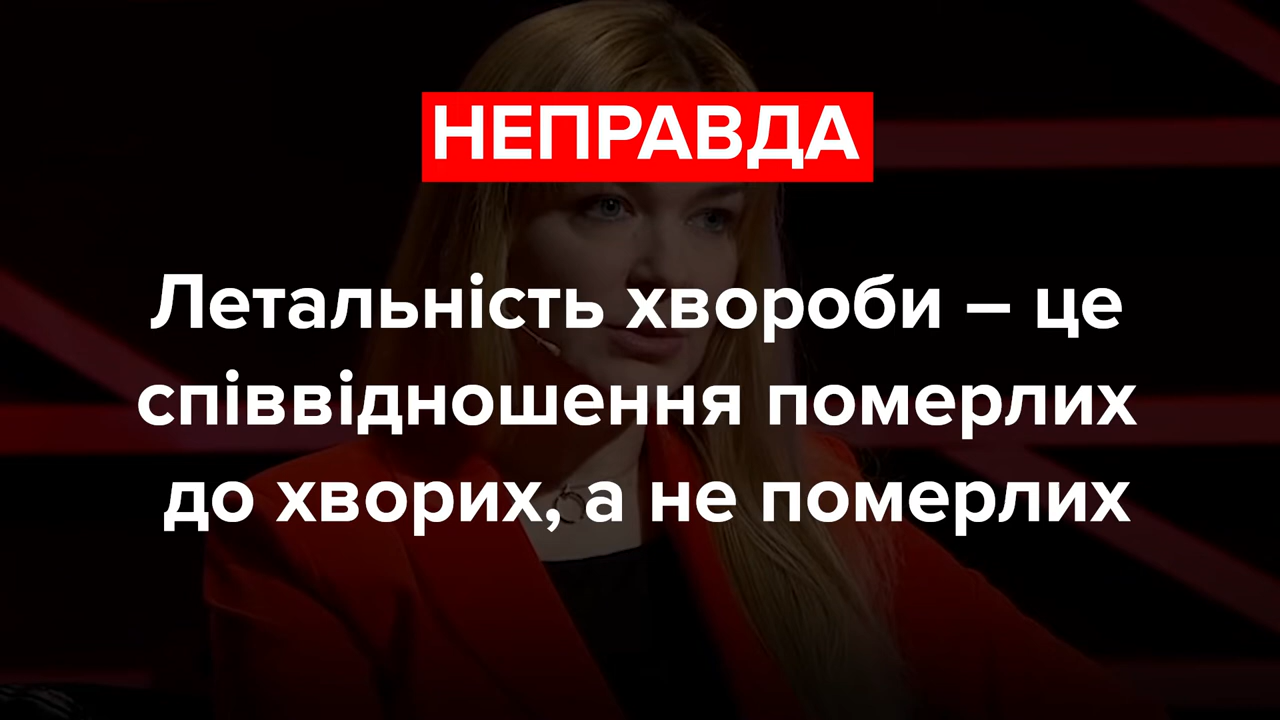 НЕПРАВДА
Летальність хвороби – це
співвідношення померлих
до хворих, а не померлих